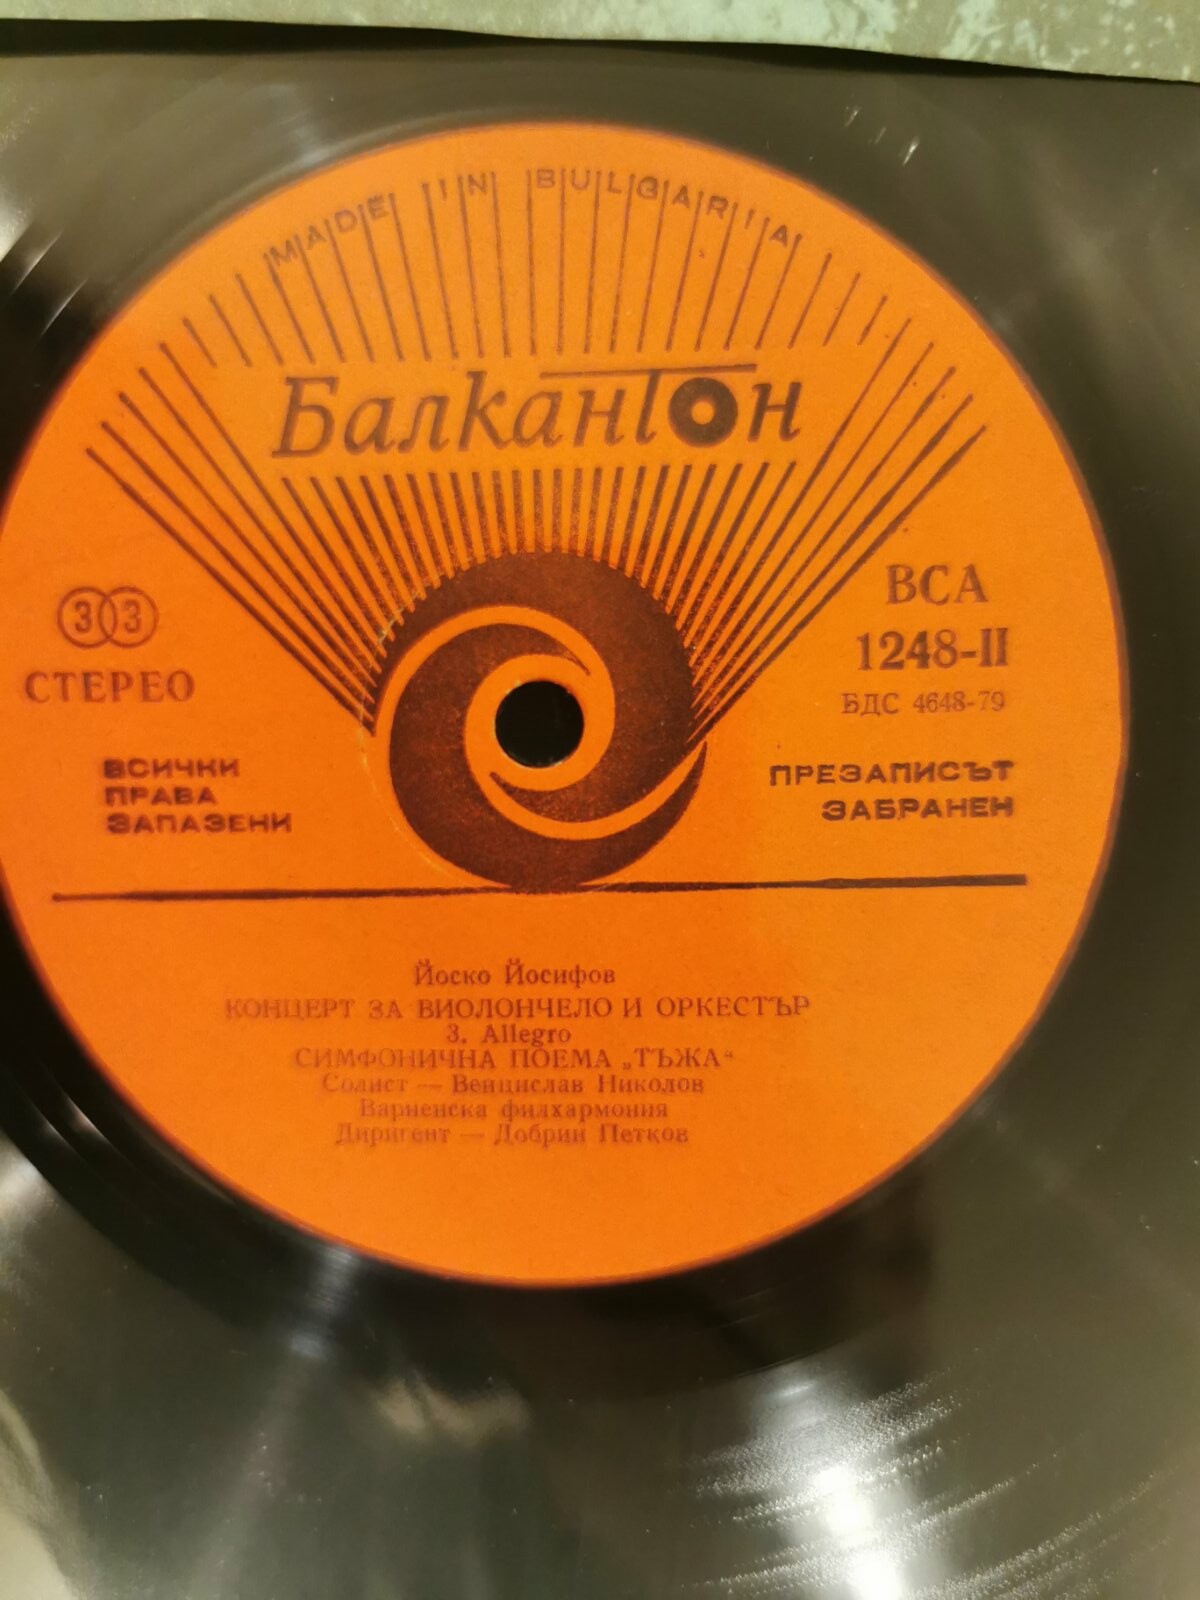 MADE IN BULGARIA
Балкантон
33
СТЕРЕО
ВСИЧКИ
ПРАВА
ЗАПАЗЕНИ
ВСА
1248-II
БДС 4648-79
ПРЕЗАПИСЪТ
ЗАБРАНЕН
Йоско Йосифов
КОНЦЕРТ ЗА ВИОЛОНЧЕЛО И ОРКЕСТЪР
3. Allegro
СИМФОНИЧНА ПОЕМА „ТЪЖА“
Солист — Венцислав Николов
Варненска филхармония
Диригент — Добрин Петков